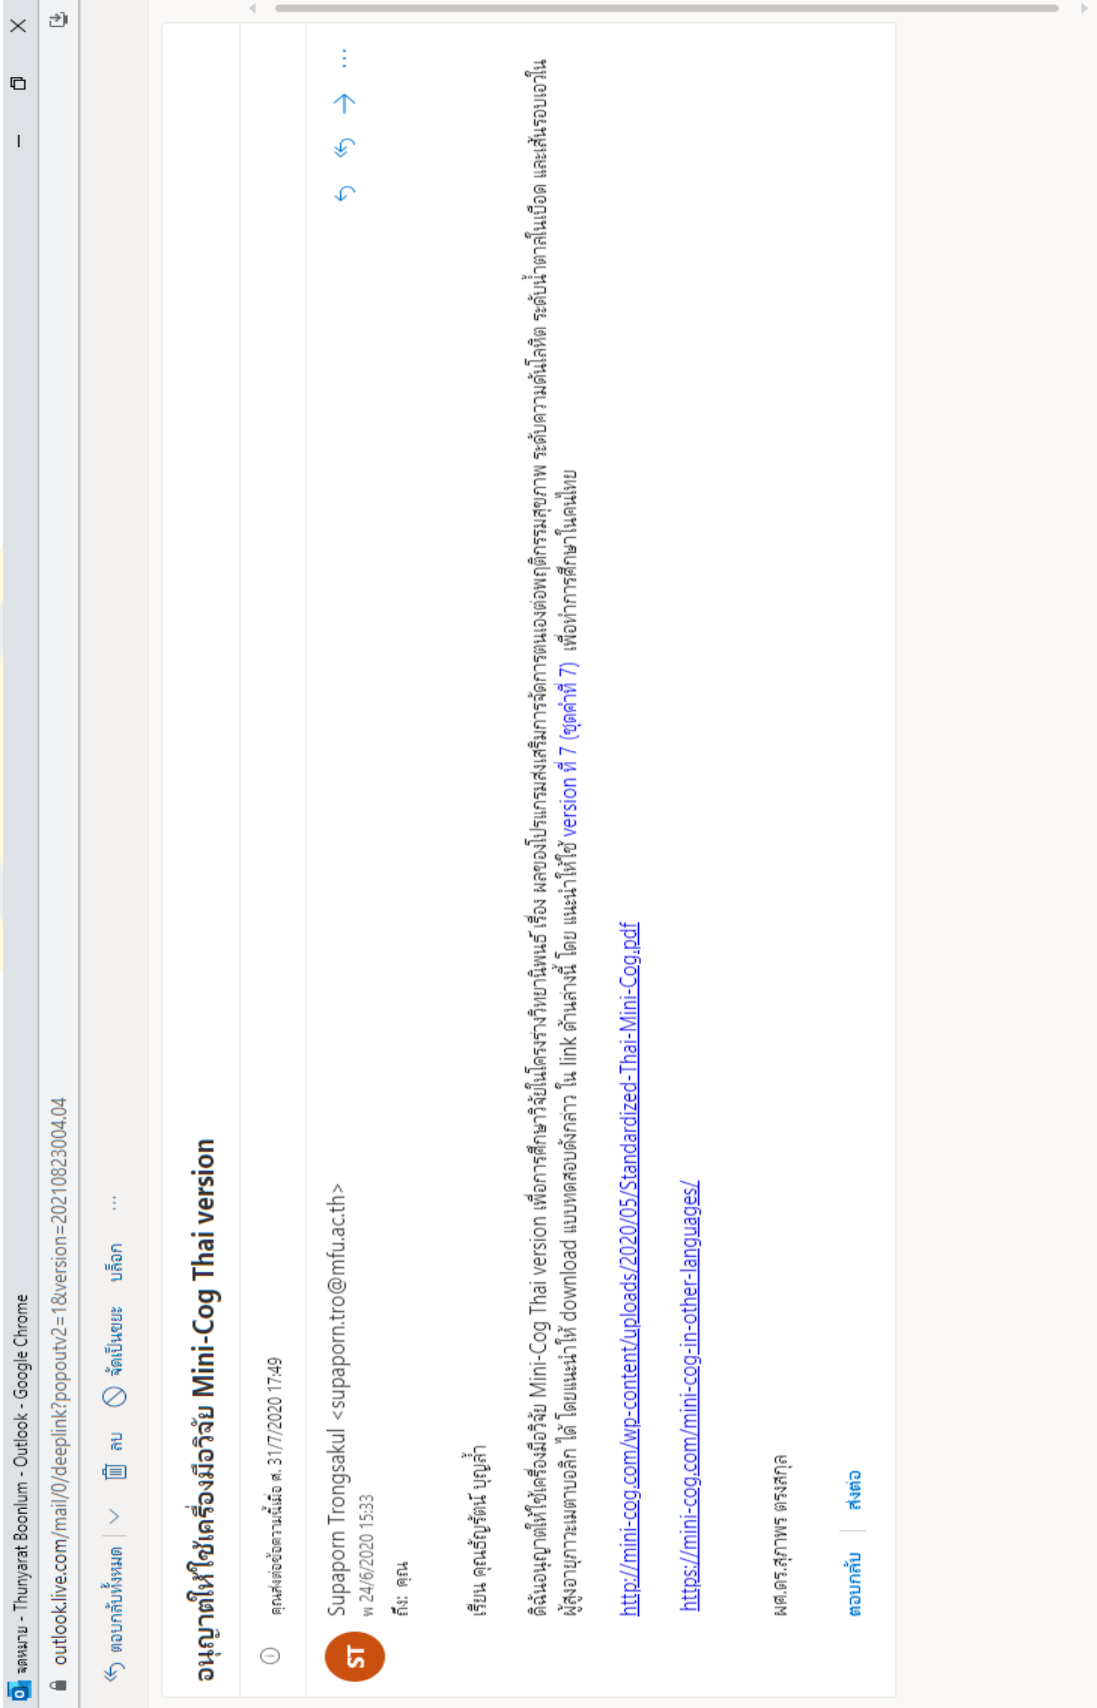 จดหมาย - Thunyarat Boonlum - Outlook - Google Chrome
outlook.live.com/mail/0/deeplink?popoutv2=1&version=20210823004.04
ตอบกลับทั้งหมด ลบ จัดเป็นขยะ บล็อก ...
อนุญาตให้ใช้เครื่องมือวิจัย Mini-Cog Thai version
คุณส่งต่อข้อความนี้เมื่อ ศ. 31/7/2020 17:49
ST
Supaporn Trongsakul <supaporn.tro@mfu.ac.th>
พ 24/6/2020 15:33
ถึง: คุณ
เรียน คุณธัญรัตน์ บุญล้ำ
ดิฉันอนุญาตให้ใช้เครื่องมือวิจัย Mini-Cog Thai version เพื่อการศึกษาวิจัยในโครงร่างวิทยานิพนธ์ เรื่อง ผลของโปรแกรมส่งเสริมการจัดการตนเองต่อพฤติกรรมสุขภาพ ระดับความดันโลหิต ระดับน้ำตาลในเลือด และเส้นรอบเอวใน
ผู้สูงอายุภาวะเมตาบอลิก ได้ โดยแนะนำให้ download แบบทดสอบดังกล่าว ใน link ด้านล่างนี้ โดย แนะนำให้ใช้ version ที่ 7 (ชุดคำที่ 7) เพื่อทำการศึกษาในคนไทย
http://mini-cog.com/wp-content/uploads/2020/05/Standardized-Thai-Mini-Cog.pdf
https://mini-cog.com/mini-cog-in-other-languages/
ผศ.ดร.สุภาพร ตรงสกุล
ตอบกลับ ส่งต่อ